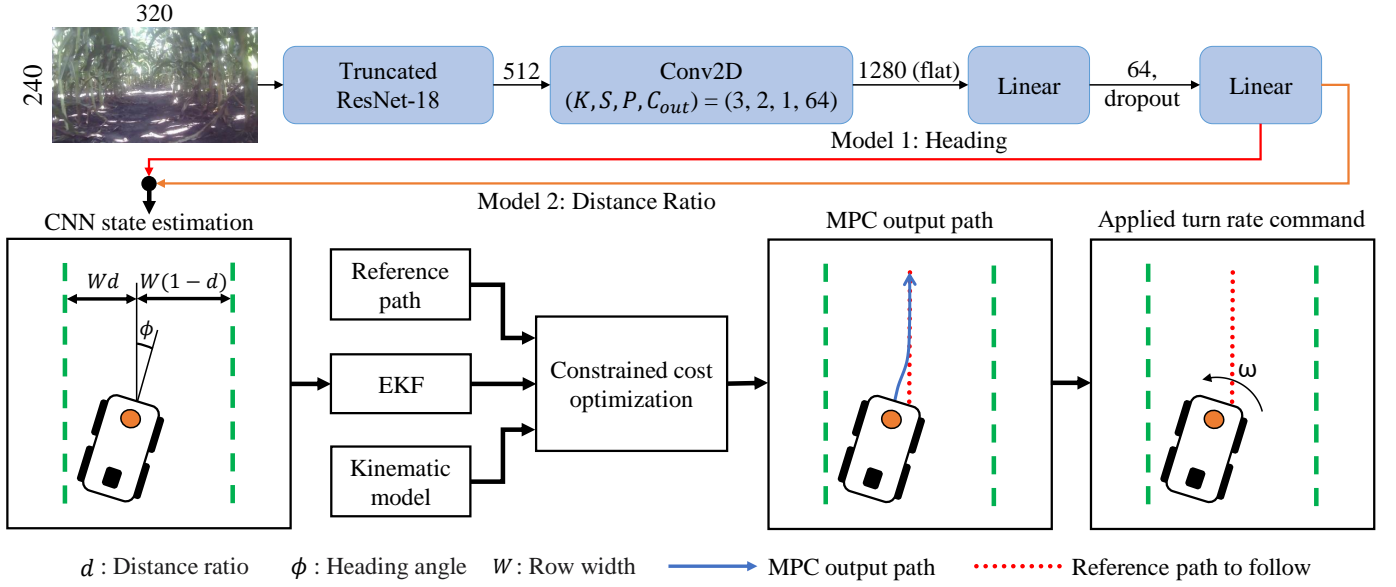 320
240
Truncated
ResNet-18
512
Conv2D
(K, S, P, C_out) = (3, 2, 1, 64)
1280 (flat)
Linear
64,
dropout
Linear
Model 1: Heading
Model 2: Distance Ratio
CNN state estimation
Wd
W(1 − d)
ϕ
Reference
path
EKF
Kinematic
model
Constrained cost
optimization
MPC output path
Applied turn rate command
ω
d : Distance ratio
ϕ : Heading angle
W: Row width
MPC output path
Reference path to follow